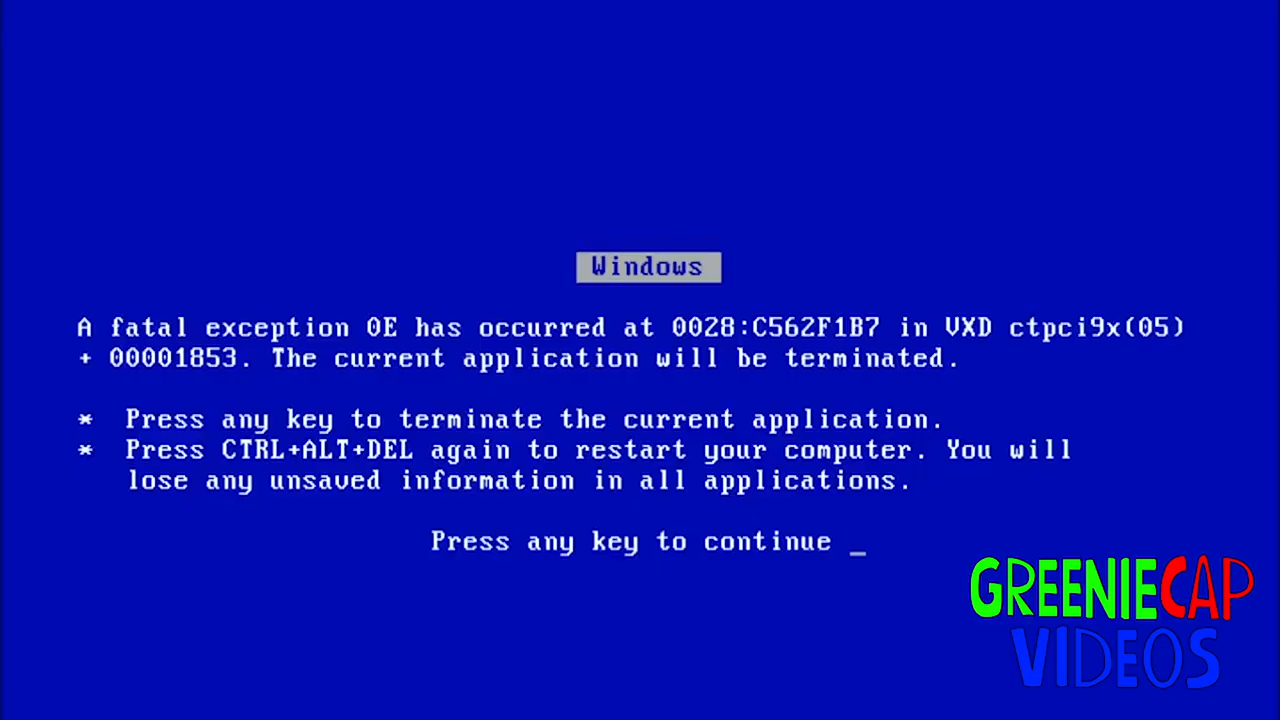 Windows
A fatal exception 0E has occurred at 0028:C562F1B7 in VXD ctpci9x(05)
+ 00001853. The current application will be terminated.
* Press any key to terminate the current application.
* Press CTRL+ALT+DEL again to restart your computer. You will
lose any unsaved information in all applications.
Press any key to continue _
GREENIECAP
VIDEOS